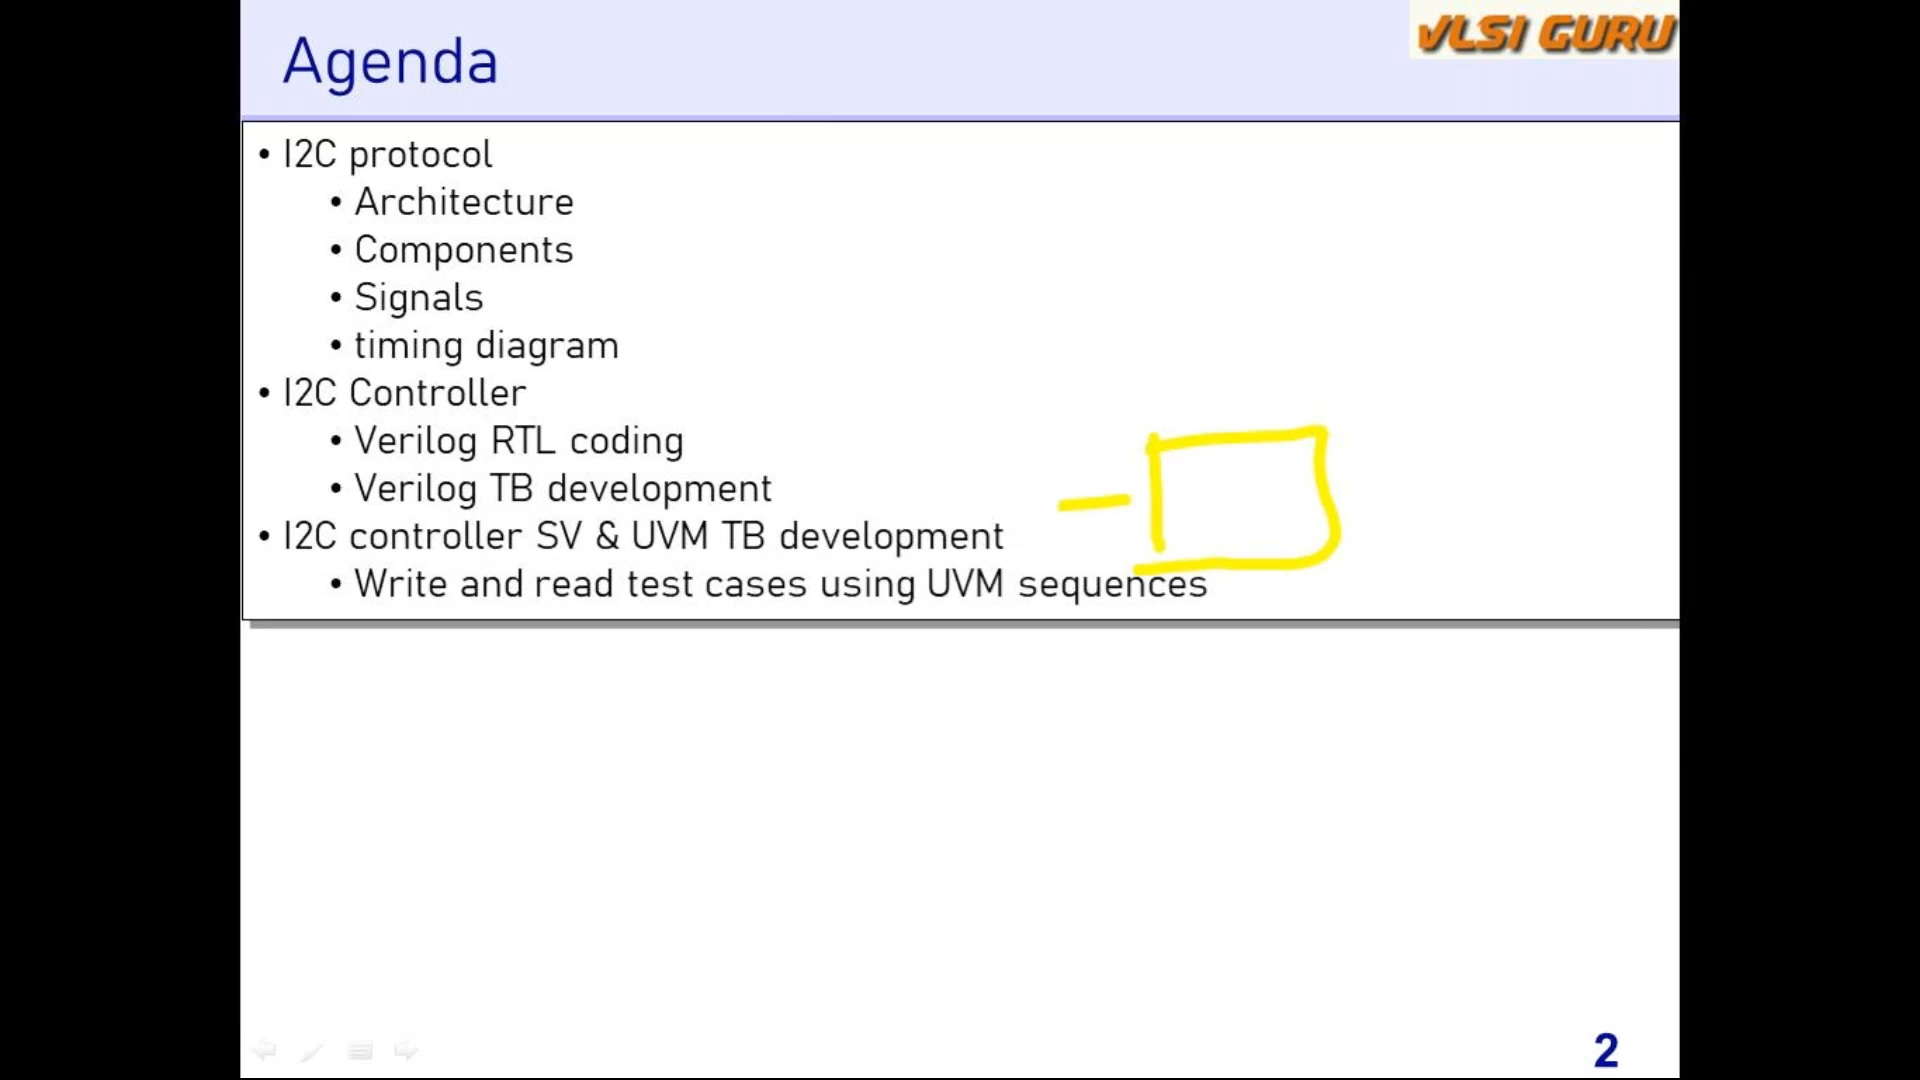 Agenda
VLSI GURU
• I2C protocol
• Architecture
• Components
• Signals
• timing diagram
• I2C Controller
• Verilog RTL coding
• Verilog TB development
• I2C controller SV & UVM TB development
• Write and read test cases using UVM sequences
2